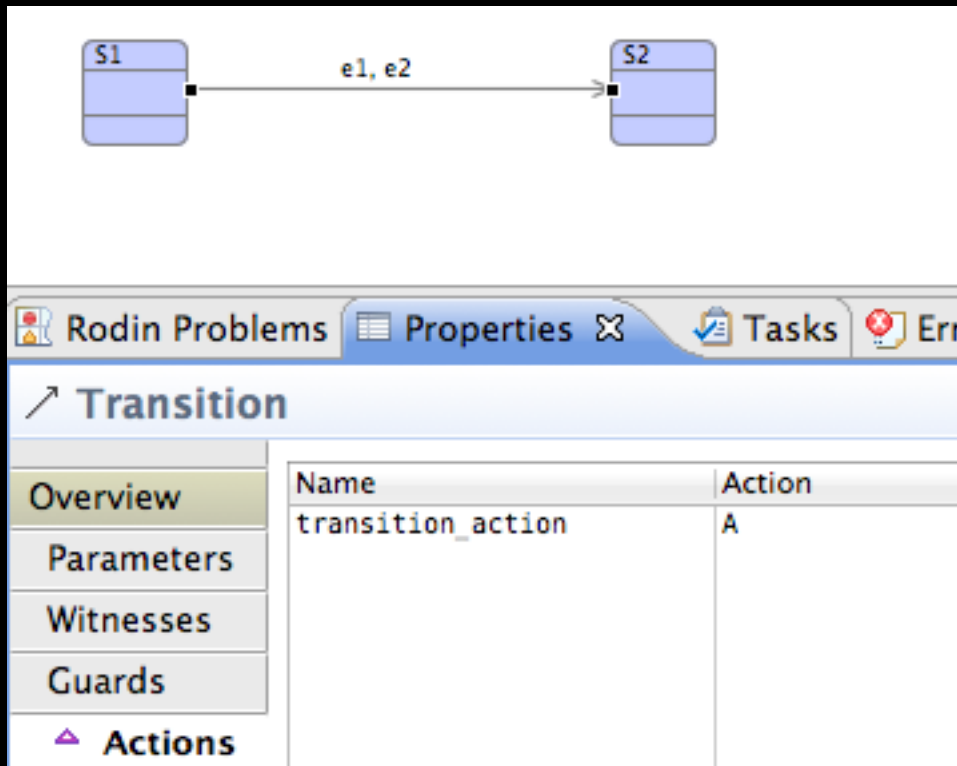 S1
e1, e2
S2
Rodin Problems
Properties
Tasks
Err
Transition
Overview
Parameters
Witnesses
Guards
Actions
Name
Action
transition_action
A